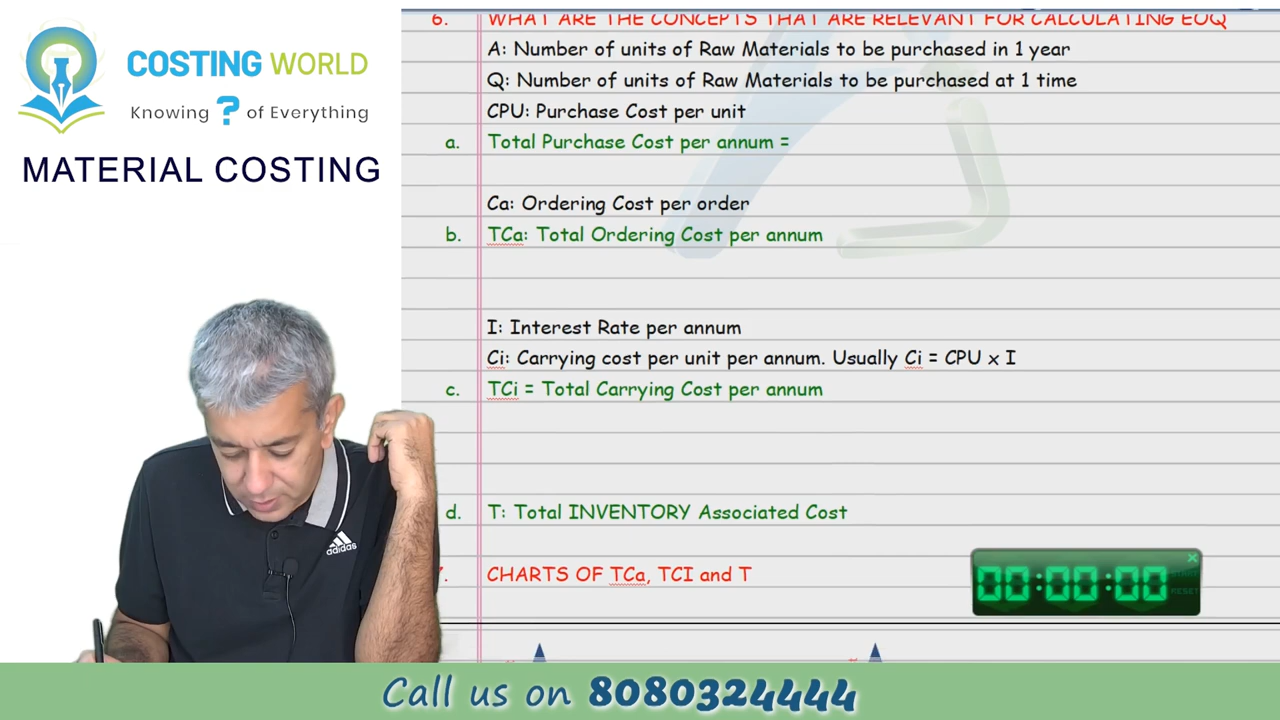 COSTING WORLD
Knowing ? of Everything
MATERIAL COSTING
6. WHAT ARE THE CONCEPTS THAT ARE RELEVANT FOR CALCULATING EOQ
A: Number of units of Raw Materials to be purchased in 1 year
Q: Number of units of Raw Materials to be purchased at 1 time
CPU: Purchase Cost per unit
a. Total Purchase Cost per annum =
Ca: Ordering Cost per order
b. TCa: Total Ordering Cost per annum
I: Interest Rate per annum
Ci: Carrying cost per unit per annum. Usually Ci = CPU x I
c. TCi = Total Carrying Cost per annum
d. T: Total INVENTORY Associated Cost
7. CHARTS OF TCa, TCI and T
adidas
00:00:00
RESET
Call us on 8080324444